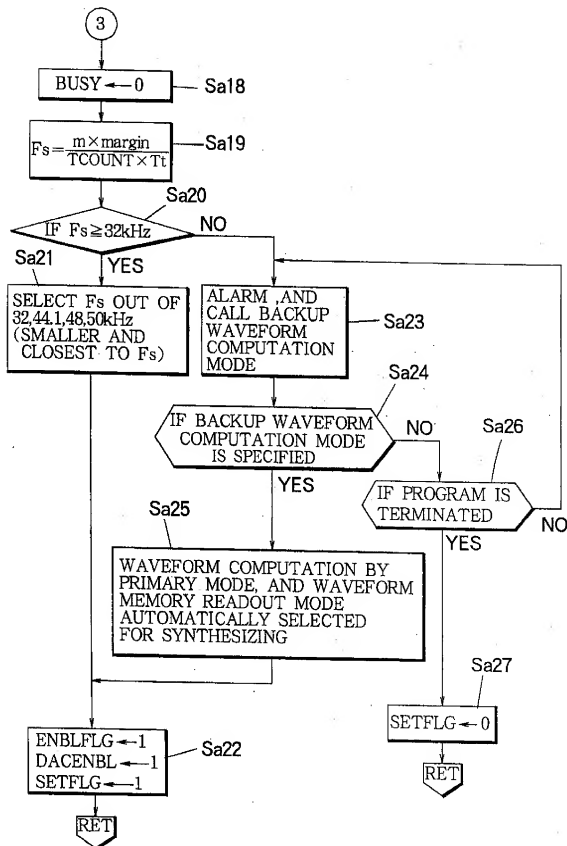 3
BUSY ← 0
Sa18
Fs= m×margin / TCOUNT×Tt
Sa19
Sa20
IF Fs≧32kHz
NO
YES
Sa21
SELECT Fs OUT OF
32,44.1,48,50kHz
(SMALLER AND
CLOSEST TO Fs)
ALARM ,AND
CALL BACKUP
WAVEFORM
COMPUTATION
MODE
Sa23
Sa24
IF BACKUP WAVEFORM
COMPUTATION MODE
IS SPECIFIED
NO
YES
Sa26
IF PROGRAM IS
TERMINATED
NO
YES
Sa25
WAVEFORM COMPUTATION BY
PRIMARY MODE, AND WAVEFORM
MEMORY READOUT MODE
AUTOMATICALLY SELECTED
FOR SYNTHESIZING
Sa27
SETFLG ← 0
RET
ENBLFLG ← 1
DACENBL ← 1
SETFLG ← 1
Sa22
RET